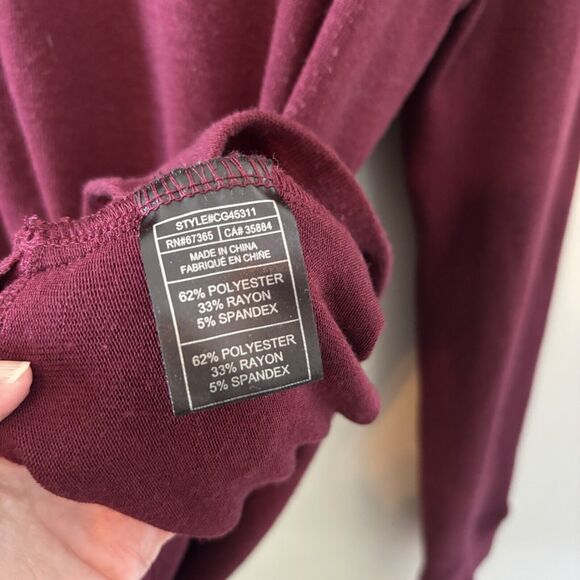 STYLE#CG45311
RN#67365 CA# 35884
MADE IN CHINA
FABRIQUÉ EN CHINE
62% POLYESTER
33% RAYON
5% SPANDEX
62% POLYESTER
33% RAYON
5% SPANDEX